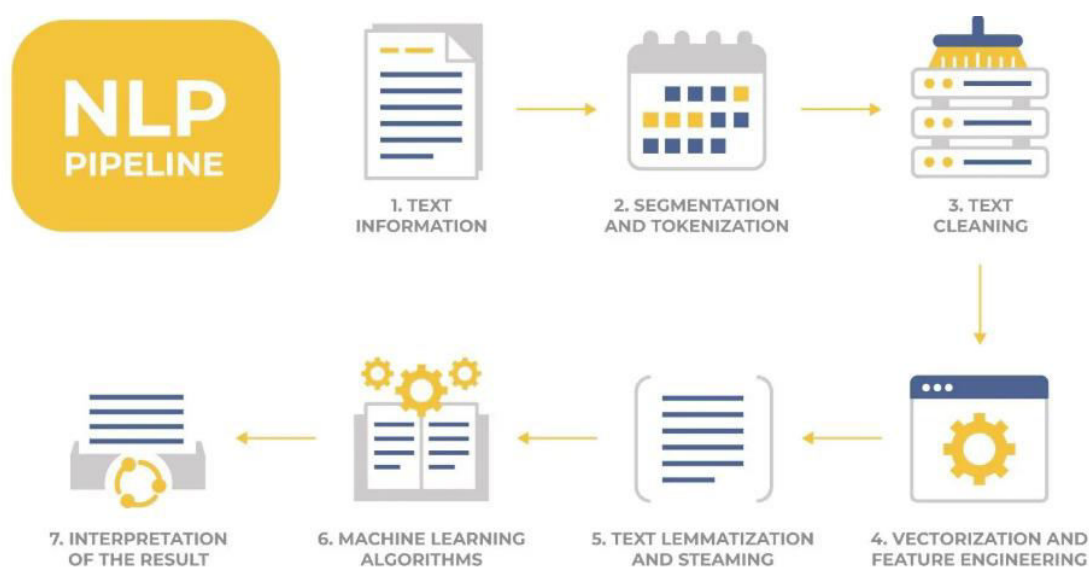 NLP
PIPELINE
1. TEXT
INFORMATION
2. SEGMENTATION
AND TOKENIZATION
3. TEXT
CLEANING
4. VECTORIZATION AND
FEATURE ENGINEERING
5. TEXT LEMMATIZATION
AND STEAMING
6. MACHINE LEARNING
ALGORITHMS
7. INTERPRETATION
OF THE RESULT